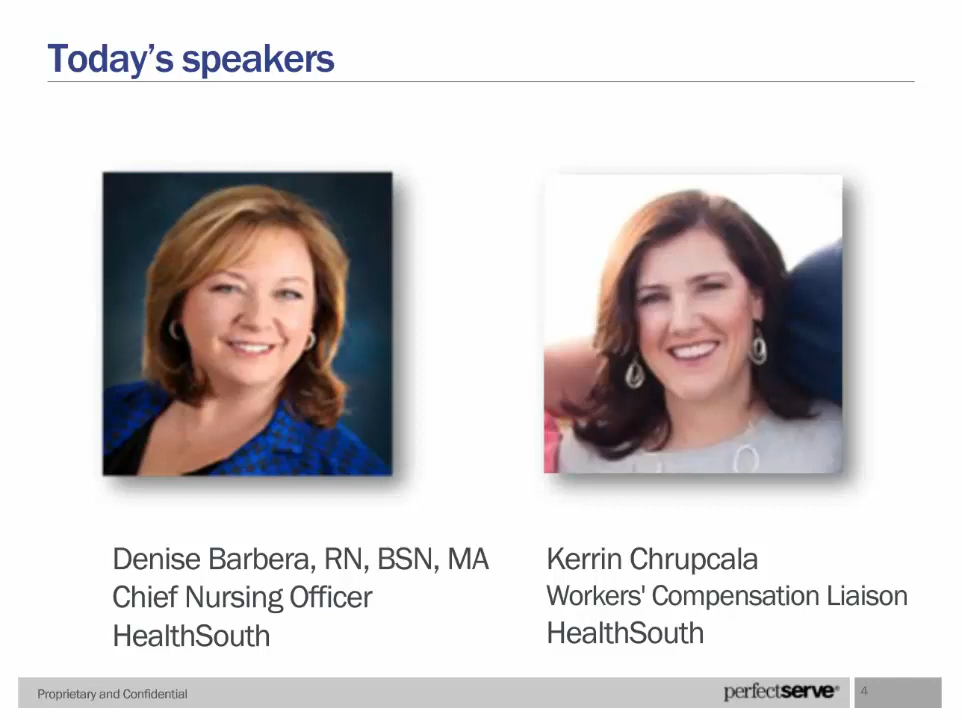 Today’s speakers
Denise Barbera, RN, BSN, MA
Chief Nursing Officer
HealthSouth
Kerrin Chrupcala
Workers' Compensation Liaison
HealthSouth
Proprietary and Confidential
perfectserve®
4